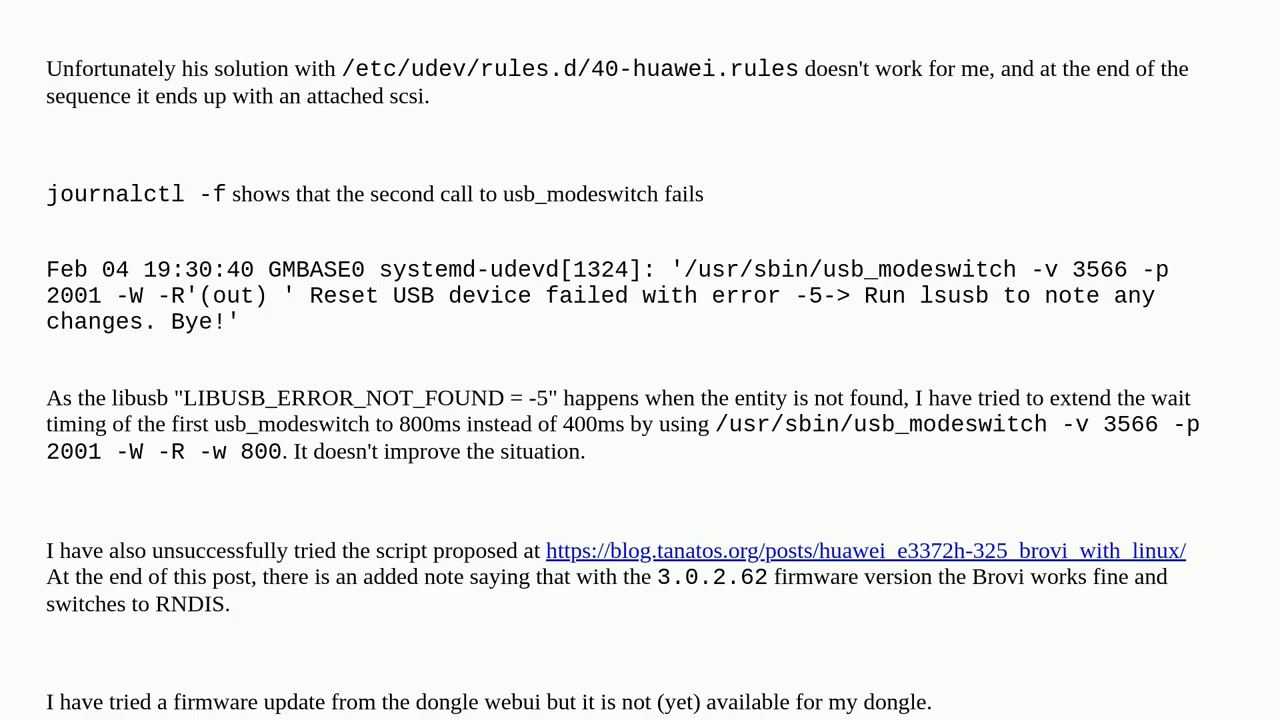 Unfortunately his solution with /etc/udev/rules.d/40-huawei.rules doesn't work for me, and at the end of the
sequence it ends up with an attached scsi.
journalctl -f shows that the second call to usb_modeswitch fails
Feb 04 19:30:40 GMBASE0 systemd-udevd[1324]: '/usr/sbin/usb_modeswitch -v 3566 -p
2001 -W -R'(out) ' Reset USB device failed with error -5-> Run lsusb to note any
changes. Bye!'
As the libusb "LIBUSB_ERROR_NOT_FOUND = -5" happens when the entity is not found, I have tried to extend the wait
timing of the first usb_modeswitch to 800ms instead of 400ms by using /usr/sbin/usb_modeswitch -v 3566 -p
2001 -W -R -w 800. It doesn't improve the situation.
I have also unsuccessfully tried the script proposed at https://blog.tanatos.org/posts/huawei_e3372h-325_brovi_with_linux/
At the end of this post, there is an added note saying that with the 3.0.2.62 firmware version the Brovi works fine and
switches to RNDIS.
I have tried a firmware update from the dongle webui but it is not (yet) available for my dongle.